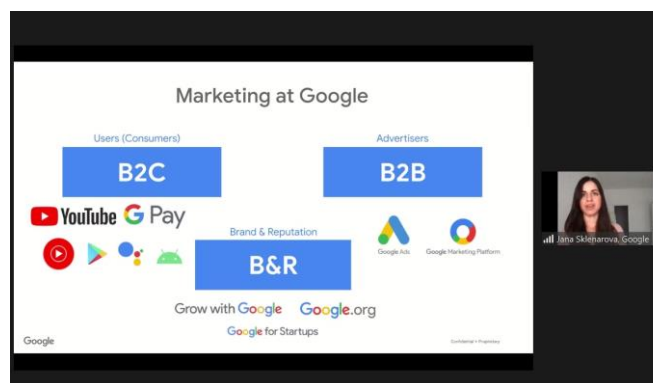 Marketing at Google
Users (Consumers)
B2C
Advertisers
B2B
YouTube G Pay
Brand & Reputation
B&R
Google Ads
Google Marketing Platform
Grow with Google
Google.org
Google for Startups
Google
Confidential + Proprietary
Jana Sklenarova, Google